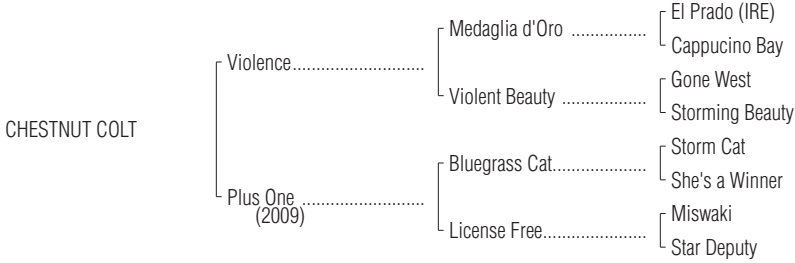 El Prado (IRE)
Medaglia d'Oro ................
Cappucino Bay
Violence............................
Gone West
Violent Beauty ..................
Storming Beauty
CHESTNUT COLT
Storm Cat
Bluegrass Cat....................
She's a Winner
Plus One ..........................
(2009)
Miswaki
License Free......................
Star Deputy